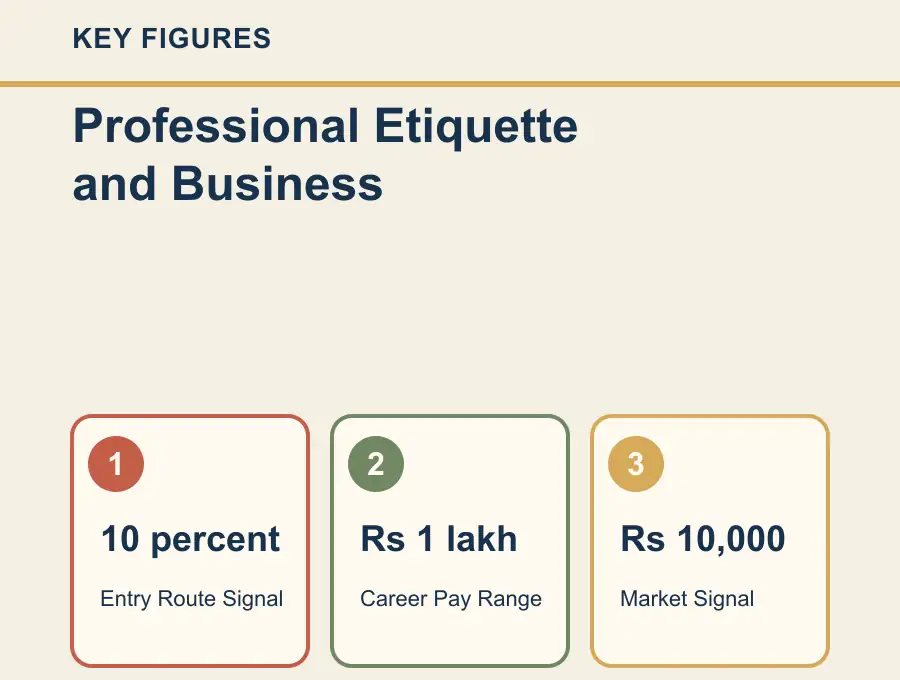 KEY FIGURES
Professional Etiquette
and Business
1
10 percent
Entry Route Signal
2
Rs 1 lakh
Career Pay Range
3
Rs 10,000
Market Signal